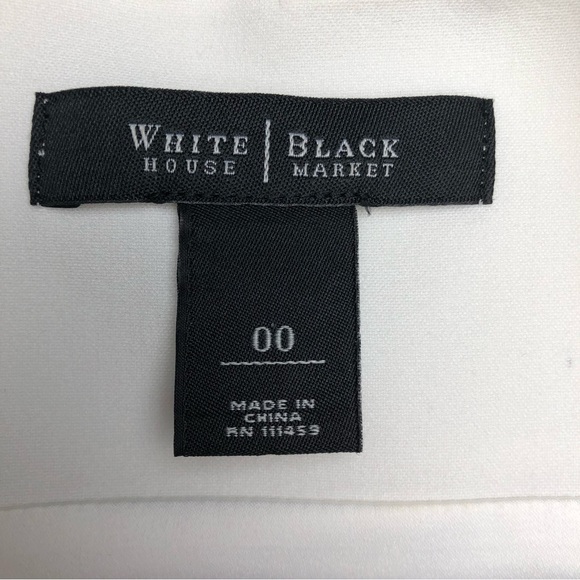 WHITE | BLACK
HOUSE | MARKET
00
MADE IN
CHINA
RN 111459